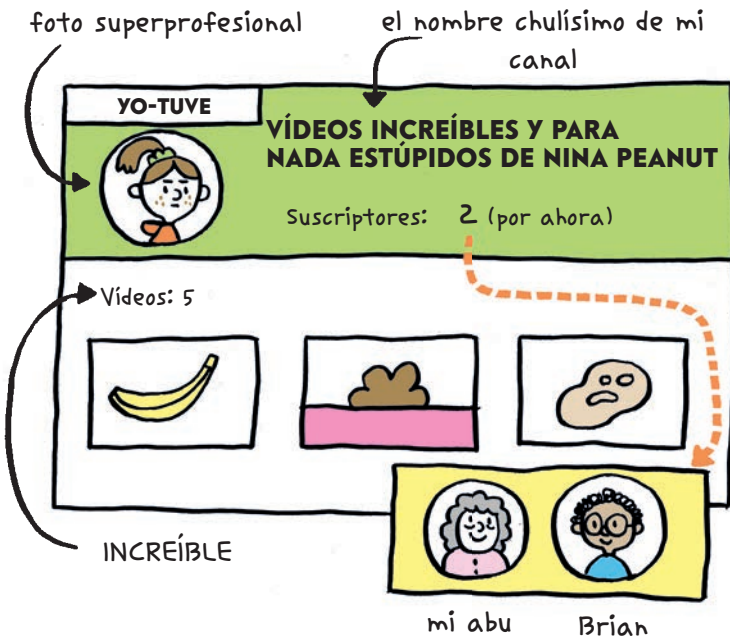 foto superprofesional
el nombre chulísimo de mi
canal
YO-TUVE
VÍDEOS INCREÍBLES Y PARA
NADA ESTÚPIDOS DE NINA PEANUT
Suscriptores: 2 (por ahora)
Vídeos: 5
INCREÍBLE
mi abu
Brian